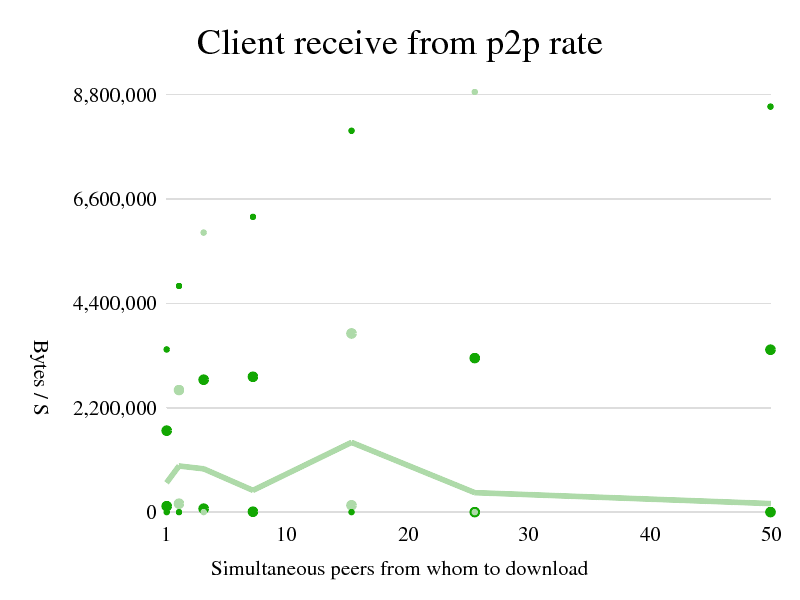 Client receive from p2p rate
8,800,000
6,600,000
4,400,000
2,200,000
0
Bytes / S
1 10 20 30 40 50
Simultaneous peers from whom to download